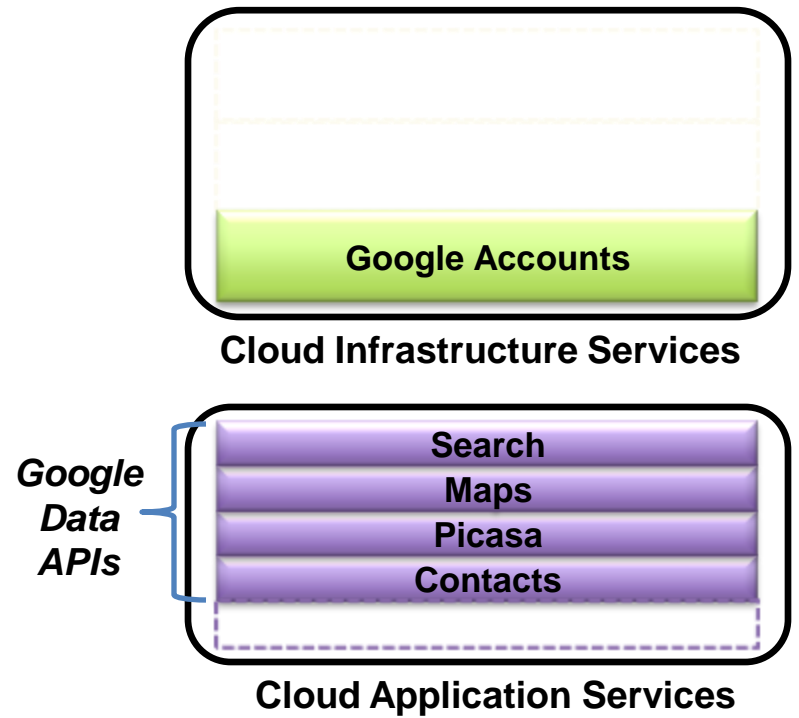 Google Accounts
Cloud Infrastructure Services
Google
Data
APIs
Search
Maps
Picasa
Contacts
Cloud Application Services